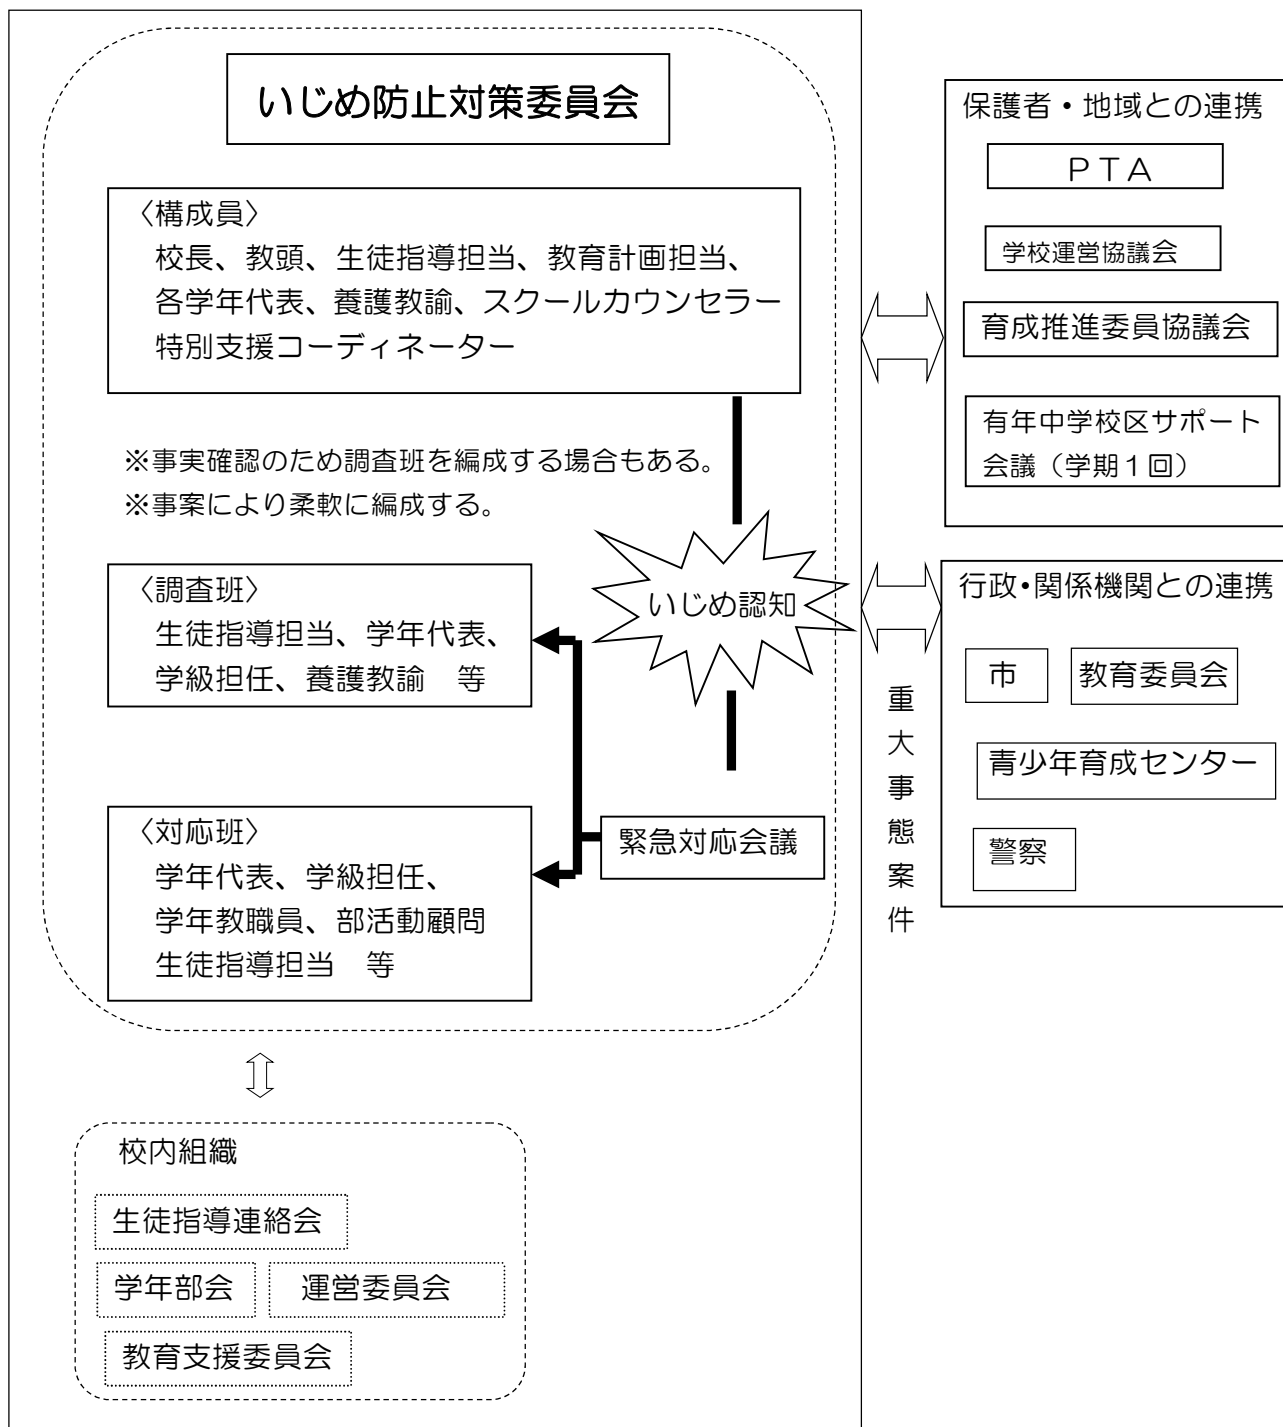 いじめ防止対策委員会
〈構成員〉
校長、教頭、生徒指導担当、教育計画担当、
各学年代表、養護教諭、スクールカウンセラー
特別支援コーディネーター
※事実確認のため調査班を編成する場合もある。
※事案により柔軟に編成する。
いじめ認知
〈調査班〉
生徒指導担当、学年代表、
学級担任、養護教諭　等
緊急対応会議
〈対応班〉
学年代表、学級担任、
学年教職員、部活動顧問
生徒指導担当　等
校内組織
生徒指導連絡会
学年部会
運営委員会
教育支援委員会
保護者・地域との連携
ＰＴＡ
学校運営協議会
育成推進委員協議会
有年中学校区サポート
会議（学期１回）
重大事態案件
行政・関係機関との連携
市
教育委員会
青少年育成センター
警察